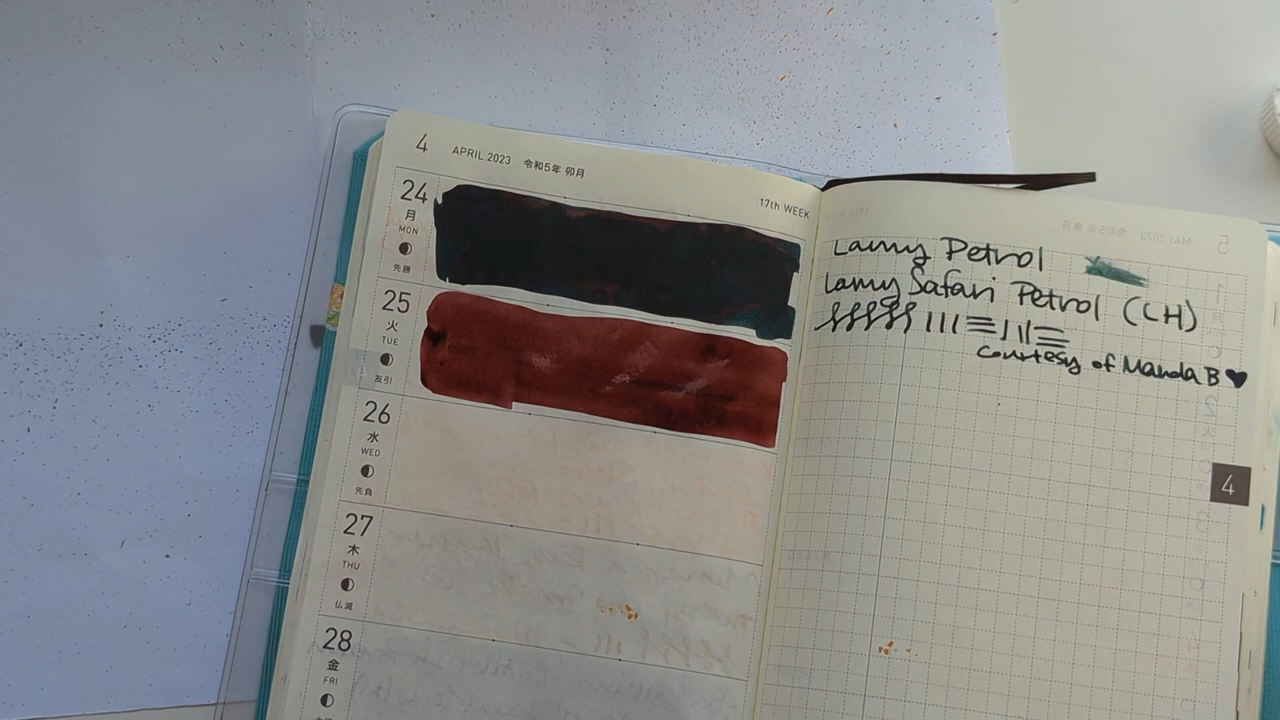 4 APRIL 2023 令和5年 卯月
17th WEEK
24
月
MON
先勝
25
火
TUE
友引
26
水
WED
先負
27
木
THU
仏滅
28
金
FRI
Lamy Petrol
Lamy Safari Petrol (CH)
courtesy of Manda B ♥
4